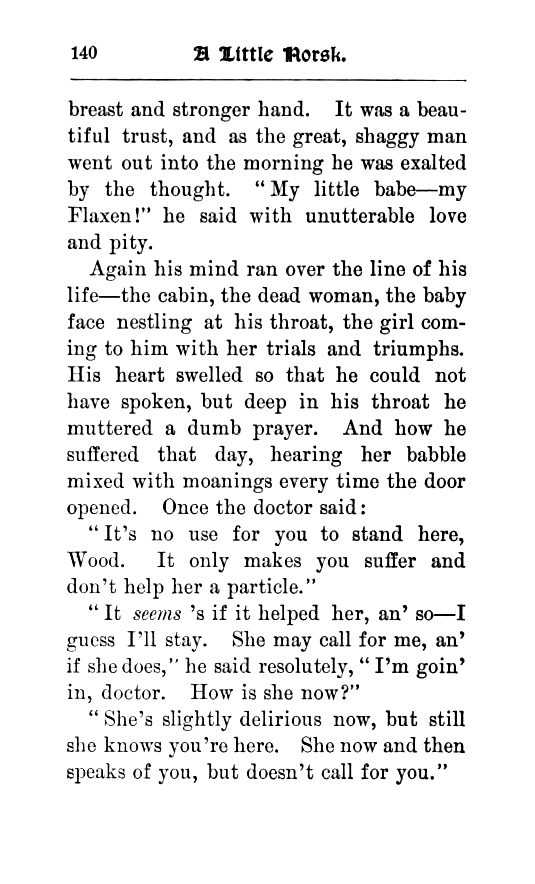 140 A Little Norsk.
breast and stronger hand. It was a beau-
tiful trust, and as the great, shaggy man
went out into the morning he was exalted
by the thought. "My little babe—my
Flaxen!" he said with unutterable love
and pity.
Again his mind ran over the line of his
life—the cabin, the dead woman, the baby
face nestling at his throat, the girl com-
ing to him with her trials and triumphs.
His heart swelled so that he could not
have spoken, but deep in his throat he
muttered a dumb prayer. And how he
suffered that day, hearing her babble
mixed with moanings every time the door
opened. Once the doctor said:
"It's no use for you to stand here,
Wood. It only makes you suffer and
don't help her a particle."
"It seems 's if it helped her, an' so—I
guess I'll stay. She may call for me, an'
if she does," he said resolutely, "I'm goin'
in, doctor. How is she now?"
"She's slightly delirious now, but still
she knows you're here. She now and then
speaks of you, but doesn't call for you."